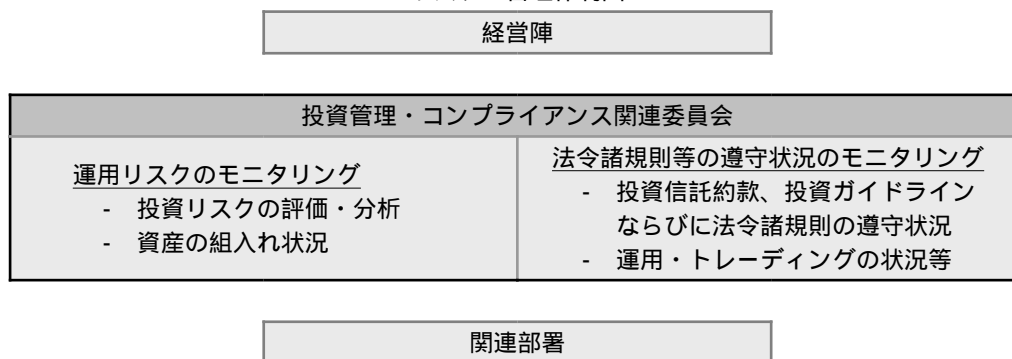 経営陣
投資管理・コンプライアンス関連委員会
運用リスクのモニタリング
- 投資リスクの評価・分析
- 資産の組入れ状況
法令諸規則等の遵守状況のモニタリング
- 投資信託約款、投資ガイドライン
ならびに法令諸規則の遵守状況
- 運用・トレーディングの状況等
関連部署